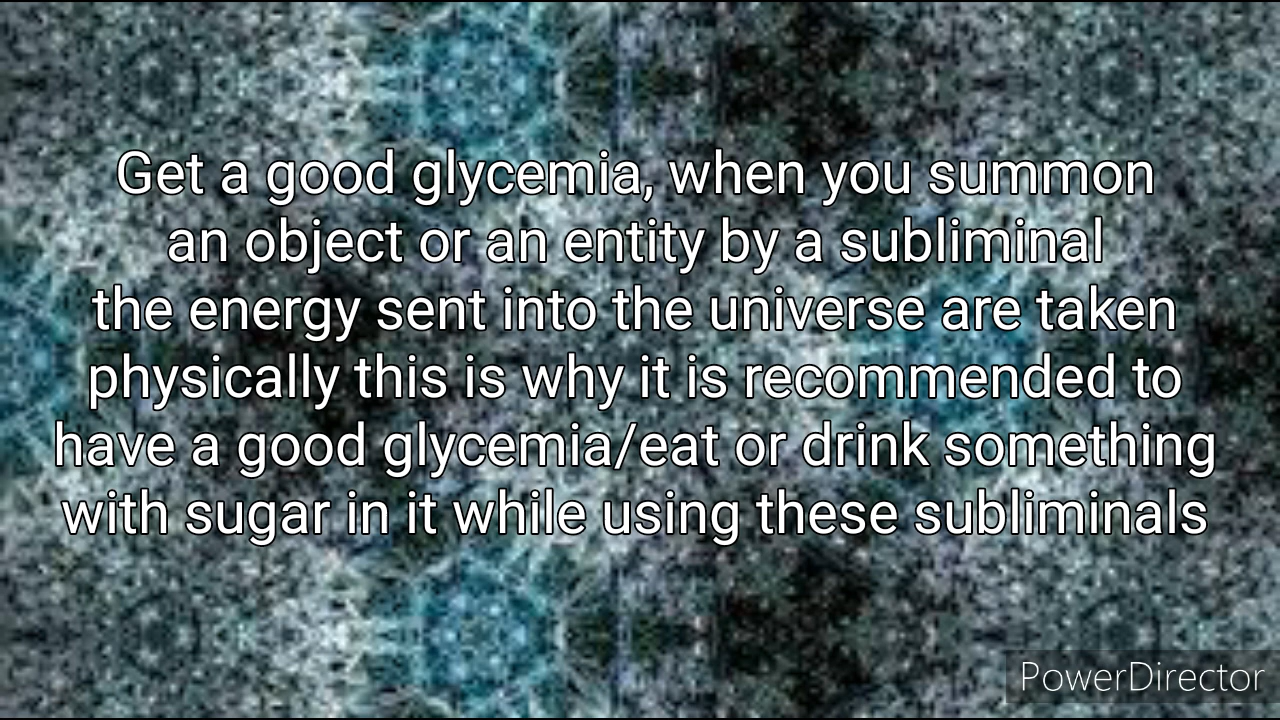 Get a good glycemia, when you summon
an object or an entity by a subliminal
the energy sent into the universe are taken
physically this is why it is recommended to
have a good glycemia/eat or drink something
with sugar in it while using these subliminals
PowerDirector